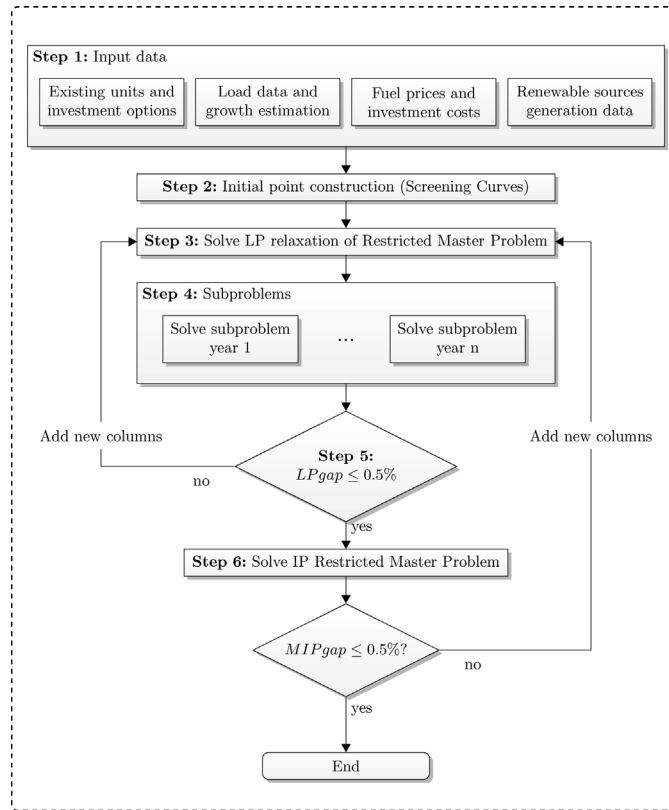 Step 1: Input data
Existing units and
investment options
Load data and
growth estimation
Fuel prices and
investment costs
Renewable sources
generation data
Step 2: Initial point construction (Screening Curves)
Step 3: Solve LP relaxation of Restricted Master Problem
Step 4: Subproblems
Solve subproblem
year 1
...
Solve subproblem
year n
Add new columns
Add new columns
Step 5:
LPgap ≤ 0.5%
no
yes
Step 6: Solve IP Restricted Master Problem
MIPgap ≤ 0.5%?
no
yes
End